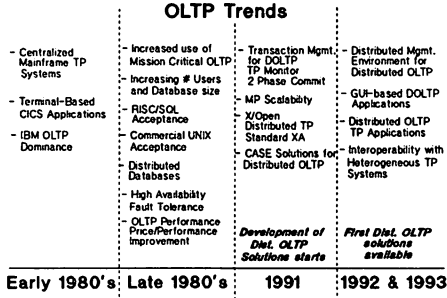 OLTP Trends
- Centralized
Mainframe TP
Systems
- Terminal-Based
CICS Applications
- IBM OLTP
Dominance
- Increased use of
Mission Critical OLTP
- Increasing # Users
and Database size
- RISC/SQL
Acceptance
- Commercial UNIX
Acceptance
- Distributed
Databases
- High Availability
Fault Tolerance
- OLTP Performance
Price/Performance
Improvement
- Transaction Mgmt.
for DOLTP
TP Monitor
2 Phase Commit
- MP Scalability
- X/Open
Distributed TP
Standard XA
- CASE Solutions for
Distributed OLTP
Development of
Dist. OLTP
Solutions starts
- Distributed Mgmt.
Environment for
Distributed OLTP
- GUI-based DOLTP
Applications
- Distributed OLTP
TP Applications
- Interoperability with
Heterogeneous TP
Systems
First Dist. OLTP
solutions
available
Early 1980's
Late 1980's
1991
1992 & 1993